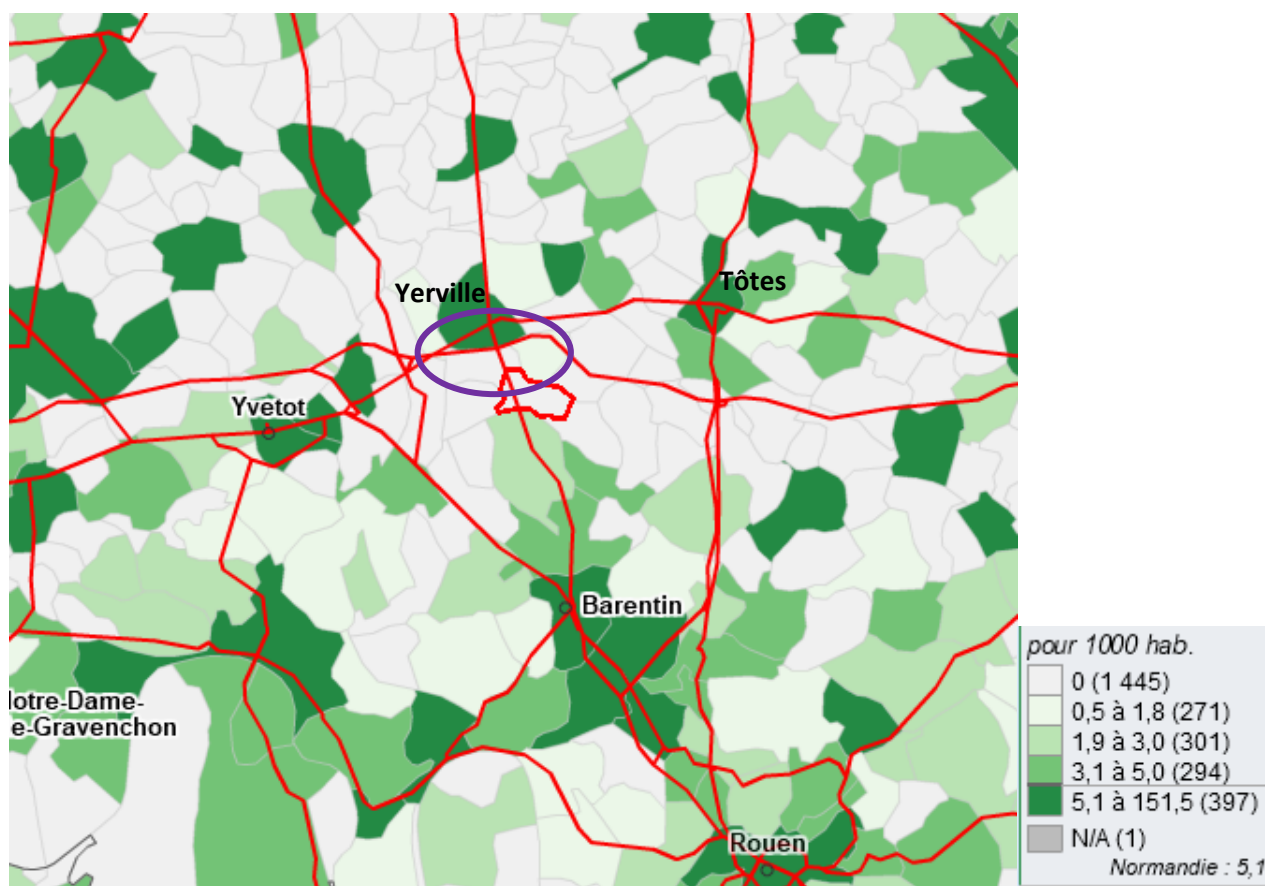 Yerville
Tôtes
Yvetot
Barentin
lotre-Dame-
e-Gravenchon
Rouen
pour 1000 hab.
0 (1 445)
0,5 à 1,8 (271)
1,9 à 3,0 (301)
3,1 à 5,0 (294)
5,1 à 151,5 (397)
N/A (1)
Normandie : 5,1